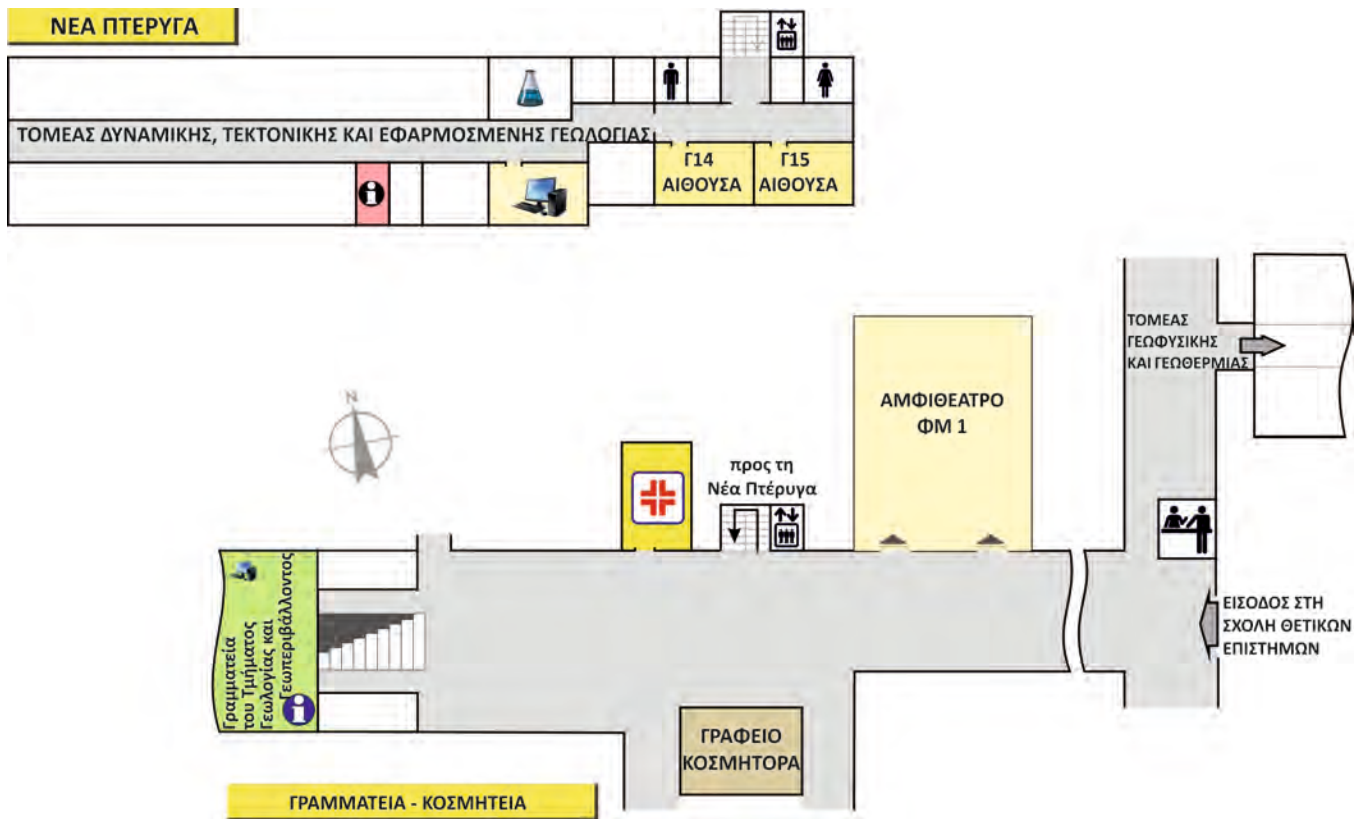 ΝΕΑ ΠΤΕΡΥΓΑ
ΤΟΜΕΑΣ ΔΥΝΑΜΙΚΗΣ, ΤΕΚΤΟΝΙΚΗΣ ΚΑΙ ΕΦΑΡΜΟΣΜΕΝΗΣ ΓΕΩΛΟΓΙΑΣ
Γ14
ΑΙΘΟΥΣΑ
Γ15
ΑΙΘΟΥΣΑ
ΤΟΜΕΑΣ
ΓΕΩΦΥΣΙΚΗΣ
ΚΑΙ ΓΕΩΘΕΡΜΙΑΣ
ΑΜΦΙΘΕΑΤΡΟ
ΦΜ 1
N
προς τη
Νέα Πτέρυγα
Γραμματεία
του Τμήματος
Γεωλογίας και
Γεωπεριβάλλοντος
ΕΙΣΟΔΟΣ ΣΤΗ
ΣΧΟΛΗ ΘΕΤΙΚΩΝ
ΕΠΙΣΤΗΜΩΝ
ΓΡΑΦΕΙΟ
ΚΟΣΜΗΤΟΡΑ
ΓΡΑΜΜΑΤΕΙΑ - ΚΟΣΜΗΤΕΙΑ